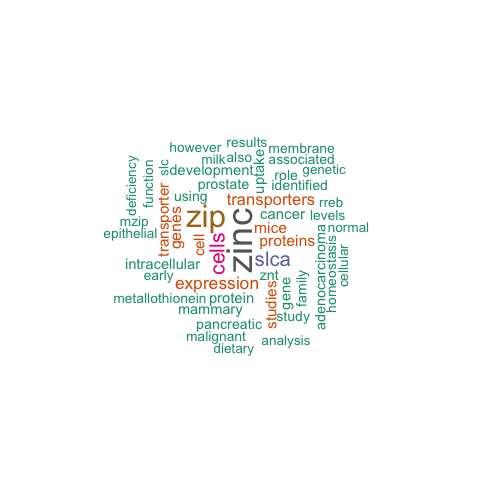 results
however
membrane
milk
also
associated
slc
development
uptake
role
genetic
deficiency
function
prostate
identified
using
transporters
rreb
transporter
genes
zip
zinc
cancer
levels
mzip
mice
normal
epithelial
cell
cells
proteins
slca
intracellular
early
znt
expression
homeostasis
cellular
adenocarcinoma
family
gene
studies
metallothionein
protein
mammary
study
pancreatic
malignant
analysis
dietary